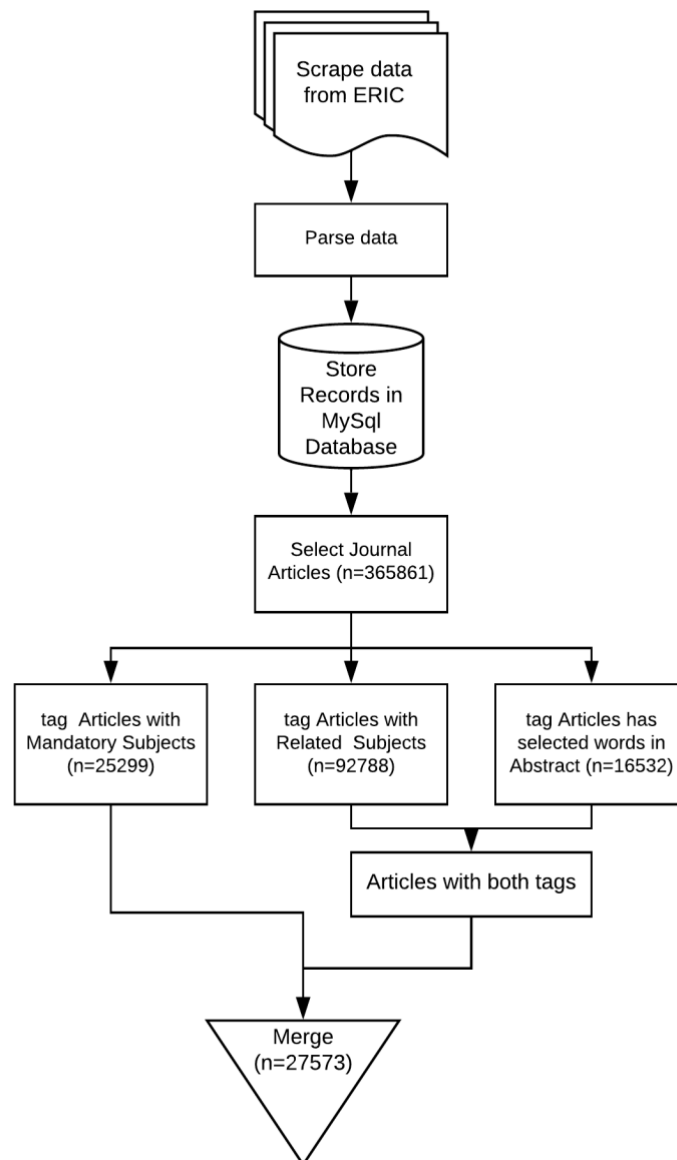 Scrape data
from ERIC
Parse data
Store
Records in
MySql
Database
Select Journal
Articles (n=365861)
tag Articles with
Mandatory Subjects
(n=25299)
tag Articles with
Related Subjects
(n=92788)
tag Articles has
selected words in
Abstract (n=16532)
Articles with both tags
Merge
(n=27573)